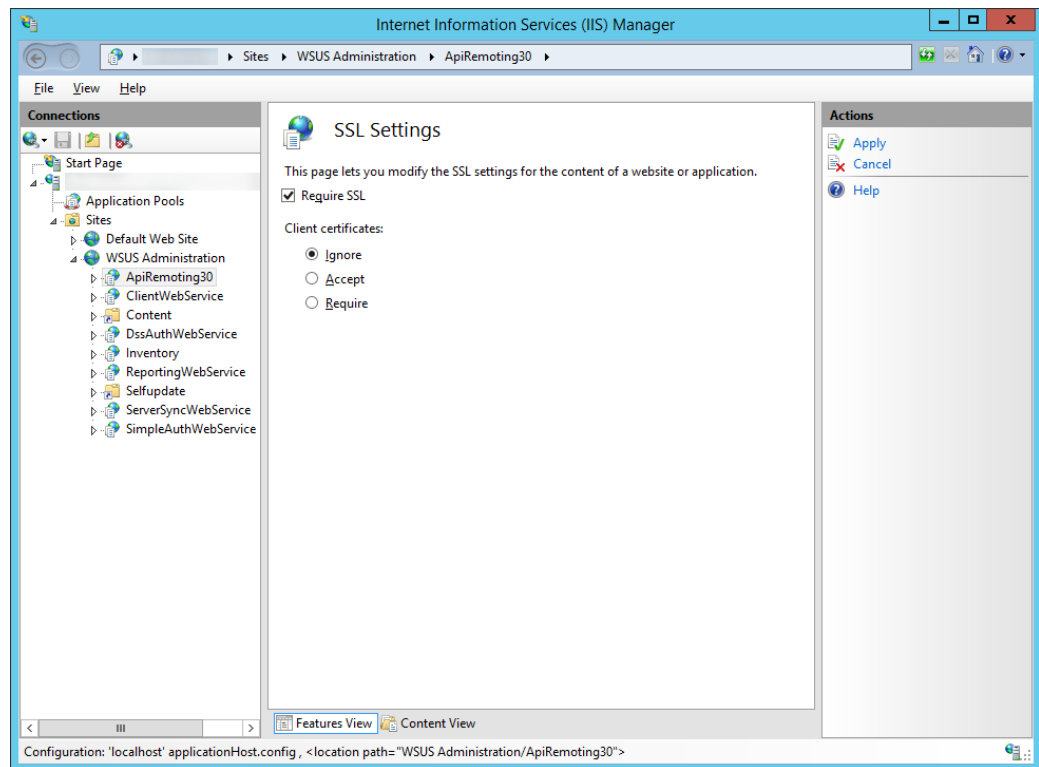 Internet Information Services (IIS) Manager
Sites WSUS Administration ApiRemoting30
File View Help
Connections
Start Page
Application Pools
Sites
Default Web Site
WSUS Administration
ApiRemoting30
ClientWebService
Content
DssAuthWebService
Inventory
ReportingWebService
Selfupdate
ServerSyncWebService
SimpleAuthWebService
SSL Settings
This page lets you modify the SSL settings for the content of a website or application.
Require SSL
Client certificates:
Ignore
Accept
Require
Features View Content View
Actions
Apply
Cancel
Help
Configuration: 'localhost' applicationHost.config , <location path="WSUS Administration/ApiRemoting30">